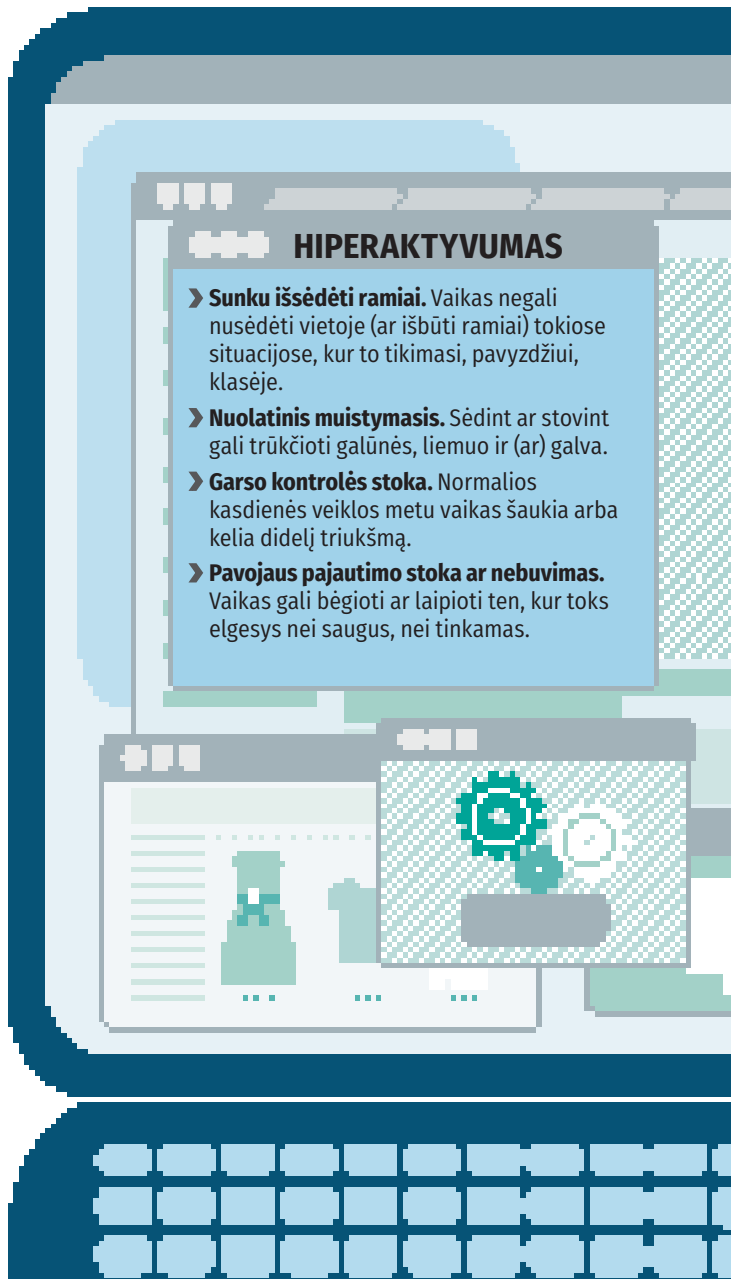 HIPERAKTYVUMAS
❯ Sunku išsėdėti ramiai. Vaikas negali
nusėdėti vietoje (ar išbūti ramiai) tokiose
situacijose, kur to tikimasi, pavyzdžiui,
klasėje.
❯ Nuolatinis muistymasis. Sėdint ar stovint
gali trūkčioti galūnės, liemuo ir (ar) galva.
❯ Garso kontrolės stoka. Normalios
kasdienės veiklos metu vaikas šaukia arba
kelia didelį triukšmą.
❯ Pavojaus pajautimo stoka ar nebuvimas.
Vaikas gali bėgioti ar laipioti ten, kur toks
elgesys nei saugus, nei tinkamas.